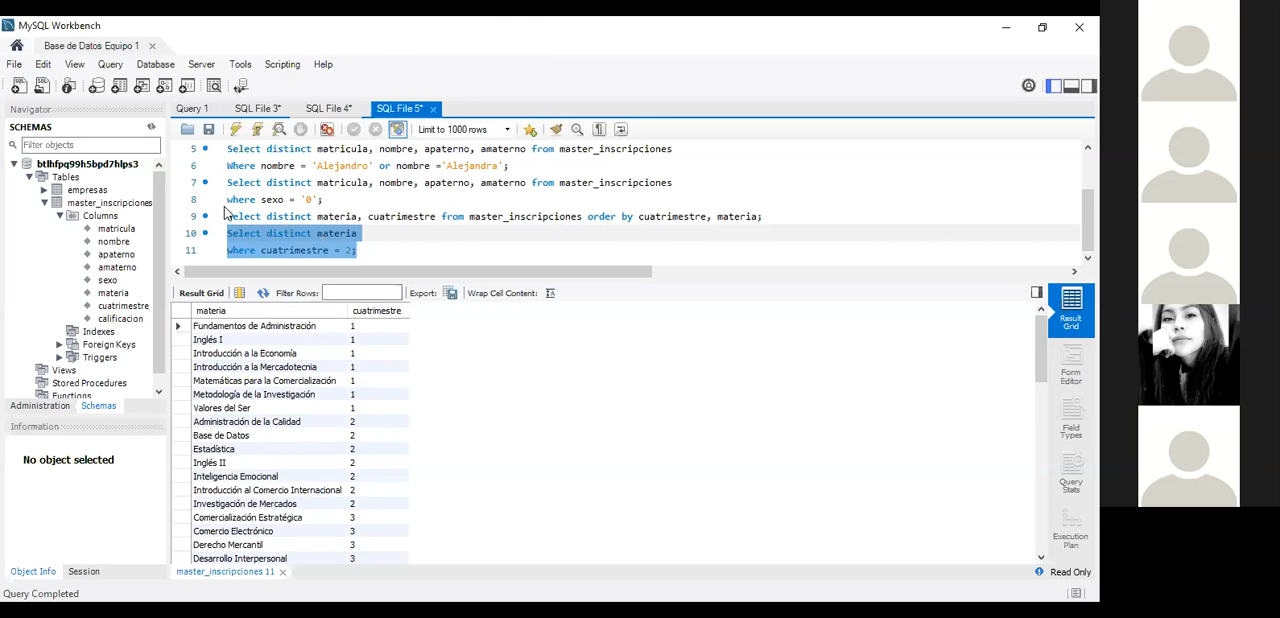 MySQL Workbench
Base de Datos Equipo 1
File Edit View Query Database Server Tools Scripting Help
Navigator
SCHEMAS
Filter objects
btlhfpq99h5bpd7hlps3
Tables
empresas
master_inscripciones
Columns
matricula
nombre
apaterno
amaterno
sexo
materia
cuatrimestre
calificacion
Indexes
Foreign Keys
Triggers
Views
Stored Procedures
Functions
Administration Schemas
Information
No object selected
Object Info Session
Query Completed
Query 1 SQL File 3* SQL File 4* SQL File 5*
Limit to 1000 rows
5 Select distinct matricula, nombre, apaterno, amaterno from master_inscripciones
6 Where nombre = 'Alejandro' or nombre ='Alejandra';
7 Select distinct matricula, nombre, apaterno, amaterno from master_inscripciones
8 where sexo = '0';
9 Select distinct materia, cuatrimestre from master_inscripciones order by cuatrimestre, materia;
10 Select distinct materia
11 where cuatrimestre = 2;
Result Grid Filter Rows: Export: Wrap Cell Content:
materia cuatrimestre
Fundamentos de Administración 1
Inglés I 1
Introducción a la Economía 1
Introducción a la Mercadotecnia 1
Matemáticas para la Comercialización 1
Metodología de la Investigación 1
Valores del Ser 1
Administración de la Calidad 2
Base de Datos 2
Estadística 2
Inglés II 2
Inteligencia Emocional 2
Introducción al Comercio Internacional 2
Investigación de Mercados 2
Comercialización Estratégica 3
Comercio Electrónico 3
Derecho Mercantil 3
Desarrollo Interpersonal 3
master_inscripciones 11
Result
Grid
Form
Editor
Field
Types
Query
Stats
Execution
Plan
Read Only